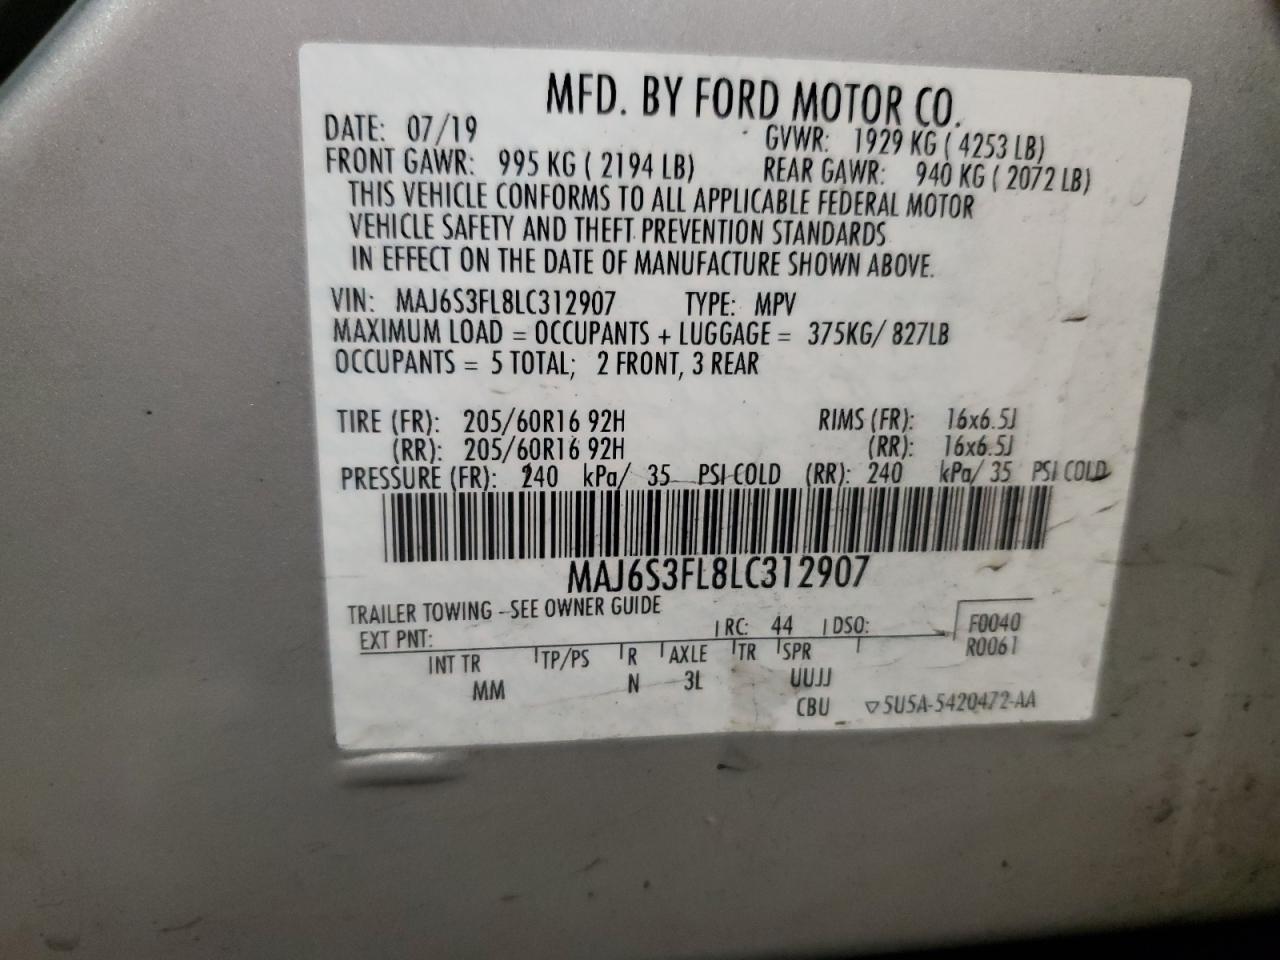 MFD. BY FORD MOTOR CO.
DATE: 07/19 GVWR: 1929 KG ( 4253 LB)
FRONT GAWR: 995 KG ( 2194 LB) REAR GAWR: 940 KG ( 2072 LB)
THIS VEHICLE CONFORMS TO ALL APPLICABLE FEDERAL MOTOR
VEHICLE SAFETY AND THEFT PREVENTION STANDARDS
IN EFFECT ON THE DATE OF MANUFACTURE SHOWN ABOVE.
VIN: MAJ6S3FL8LC312907 TYPE: MPV
MAXIMUM LOAD = OCCUPANTS + LUGGAGE = 375KG/ 827LB
OCCUPANTS = 5 TOTAL; 2 FRONT, 3 REAR
TIRE (FR): 205/60R16 92H RIMS (FR): 16x6.5J
(RR): 205/60R16 92H (RR): 16x6.5J
PRESSURE (FR): 240 kPa/ 35 PSI COLD (RR): 240 kPa/ 35 PSI COLD
MAJ6S3FL8LC312907
TRAILER TOWING - SEE OWNER GUIDE
EXT PNT: RC: 44 DSO: F0040
R0061
INT TR TP/PS R AXLE TR SPR
MM N 3L UUJJ
CBU ▽5U5A-5420472-AA